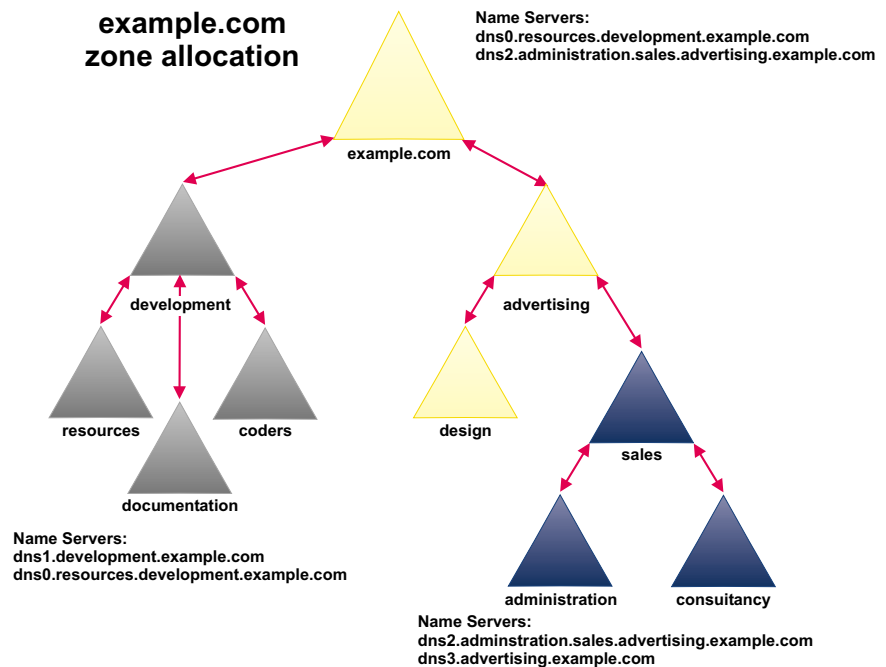 example.com
zone allocation
Name Servers:
dns0.resources.development.example.com
dns2.administration.sales.advertising.example.com
example.com
development
advertising
resources
coders
design
sales
documentation
Name Servers:
dns1.development.example.com
dns0.resources.development.example.com
administration
consuitancy
Name Servers:
dns2.adminstration.sales.advertising.example.com
dns3.advertising.example.com